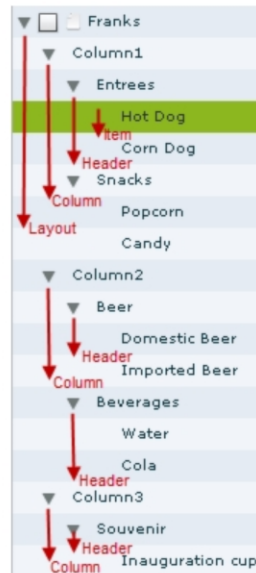 Franks
Column1
Entrees
Hot Dog
Item
Corn Dog
Header
Snacks
Column
Popcorn
Layout
Candy
Column2
Beer
Domestic Beer
Header
Imported Beer
Column
Beverages
Water
Cola
Header
Column3
Souvenir
Header
Inauguration cup
Column